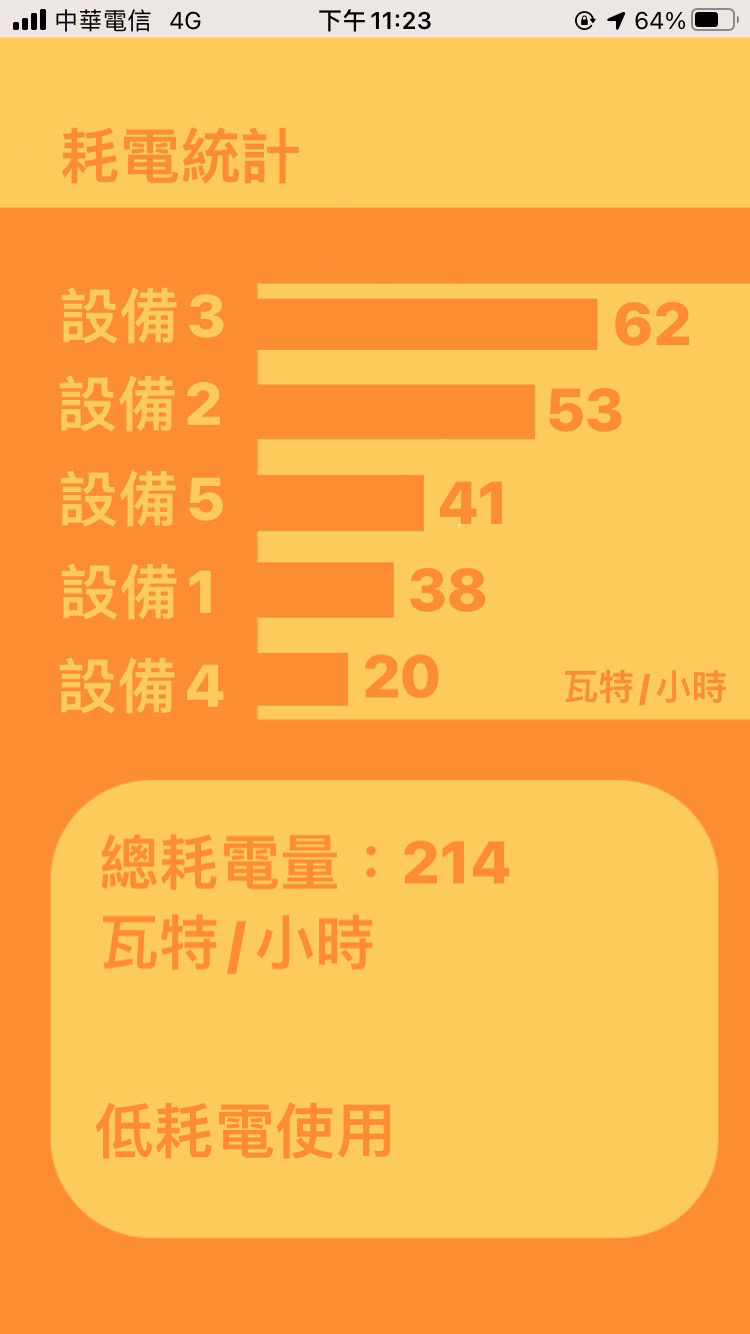 中華電信 4G 下午11:23 64%
耗電統計
設備3 62
設備2 53
設備5 41
設備1 38
設備4 20 瓦特/小時
總耗電量：214
瓦特/小時
低耗電使用